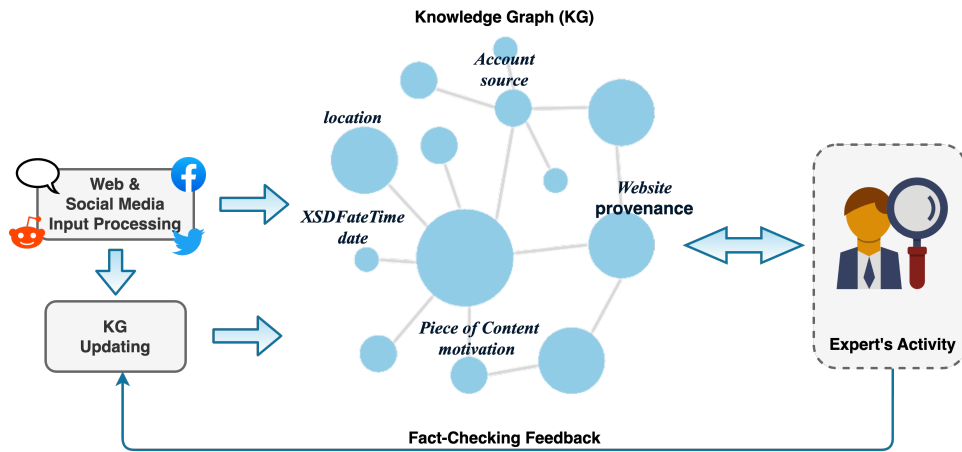 Knowledge Graph (KG)
Account
source
location
Web &
Social Media
Input Processing
XSDFateTime
date
Website
provenance
KG
Updating
Piece of Content
motivation
Expert's Activity
Fact-Checking Feedback